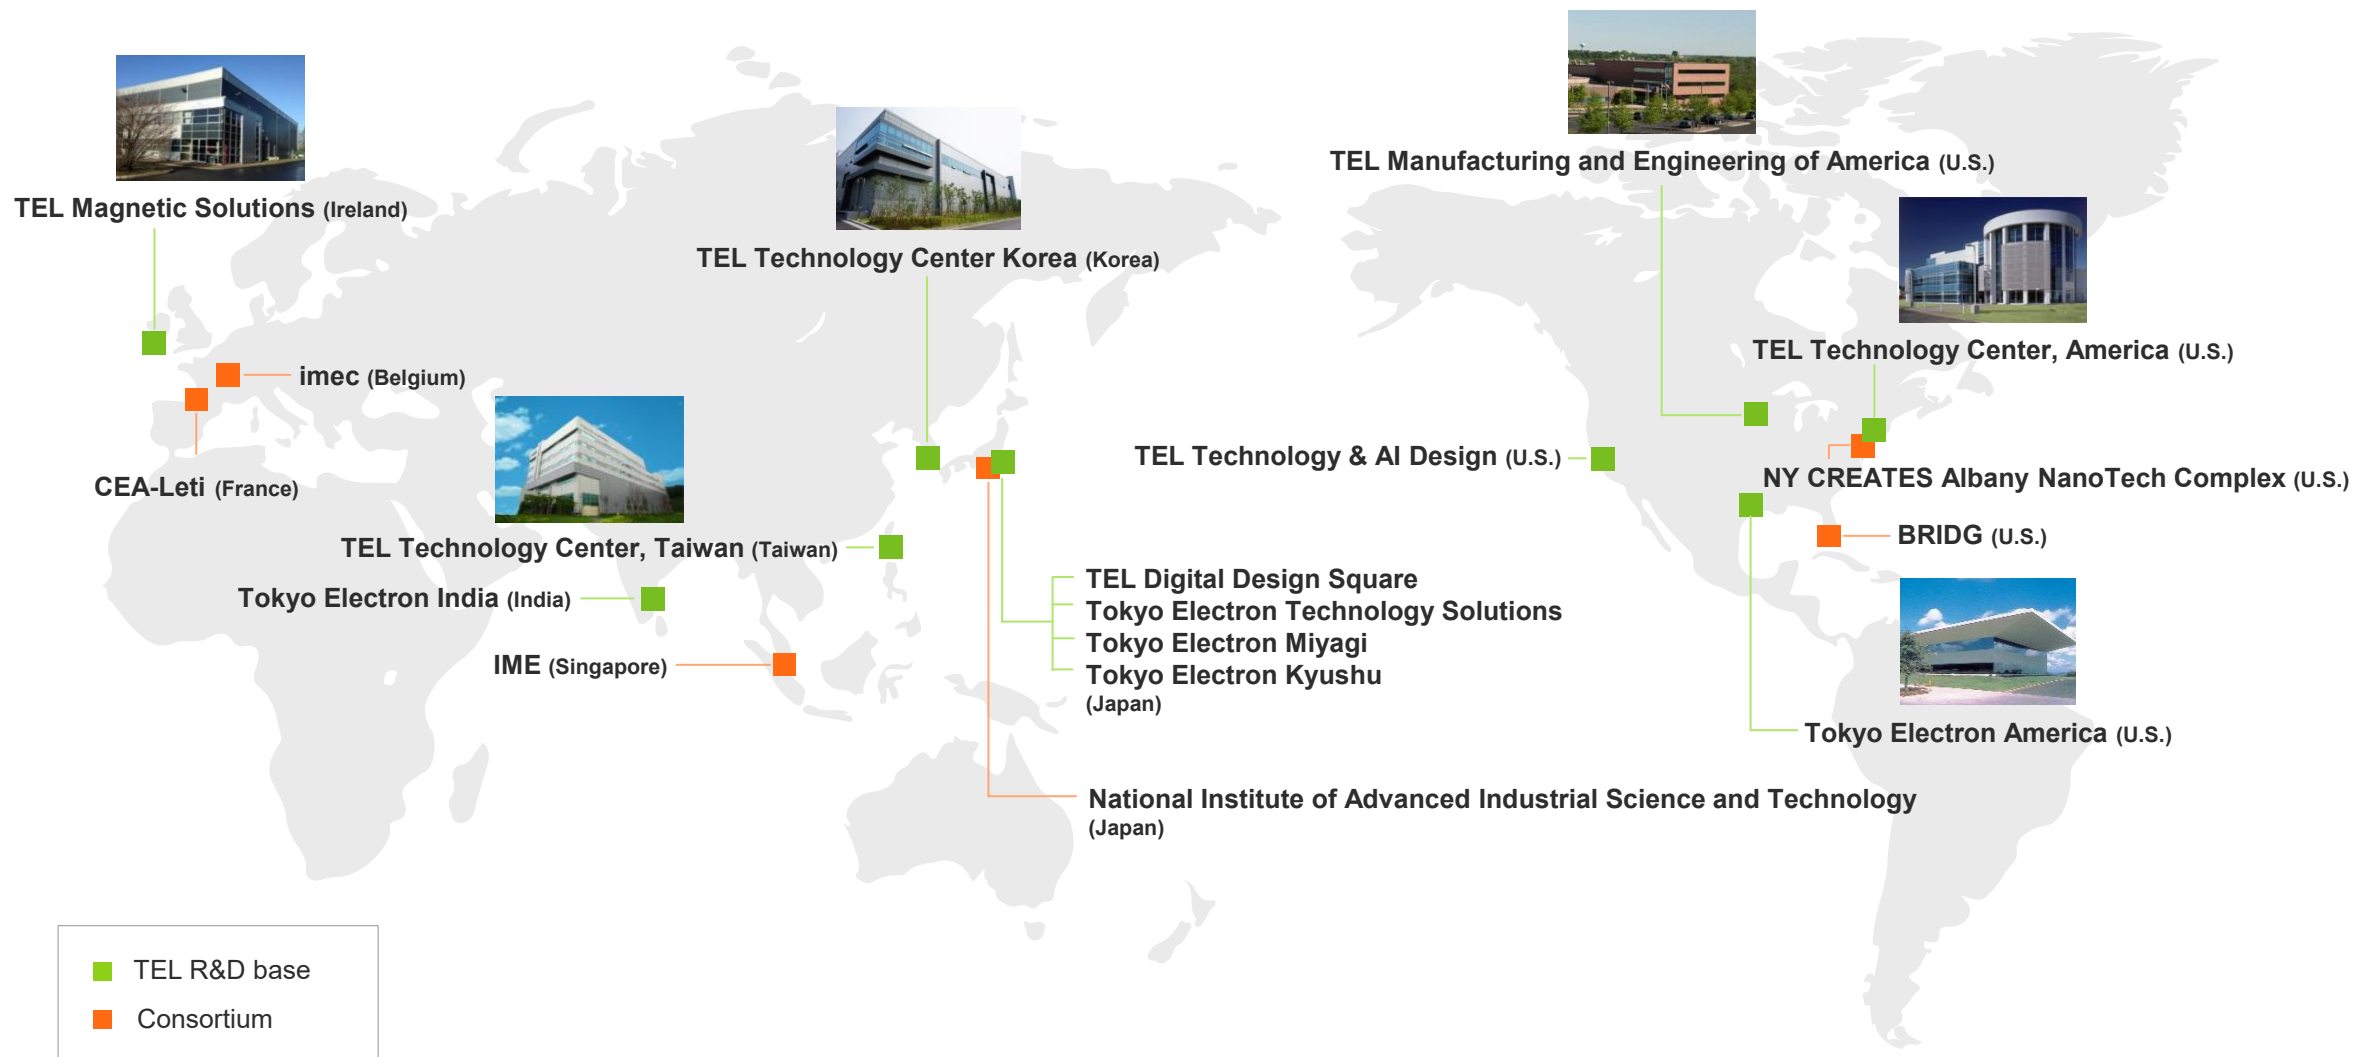 TEL Manufacturing and Engineering of America (U.S.)
TEL Magnetic Solutions (Ireland)
TEL Technology Center Korea (Korea)
TEL Technology Center, America (U.S.)
imec (Belgium)
TEL Technology & AI Design (U.S.)
NY CREATES Albany NanoTech Complex (U.S.)
CEA-Leti (France)
BRIDG (U.S.)
TEL Technology Center, Taiwan (Taiwan)
Tokyo Electron India (India)
TEL Digital Design Square
Tokyo Electron Technology Solutions
Tokyo Electron Miyagi
Tokyo Electron Kyushu
(Japan)
IME (Singapore)
Tokyo Electron America (U.S.)
National Institute of Advanced Industrial Science and Technology
(Japan)
TEL R&D base
Consortium